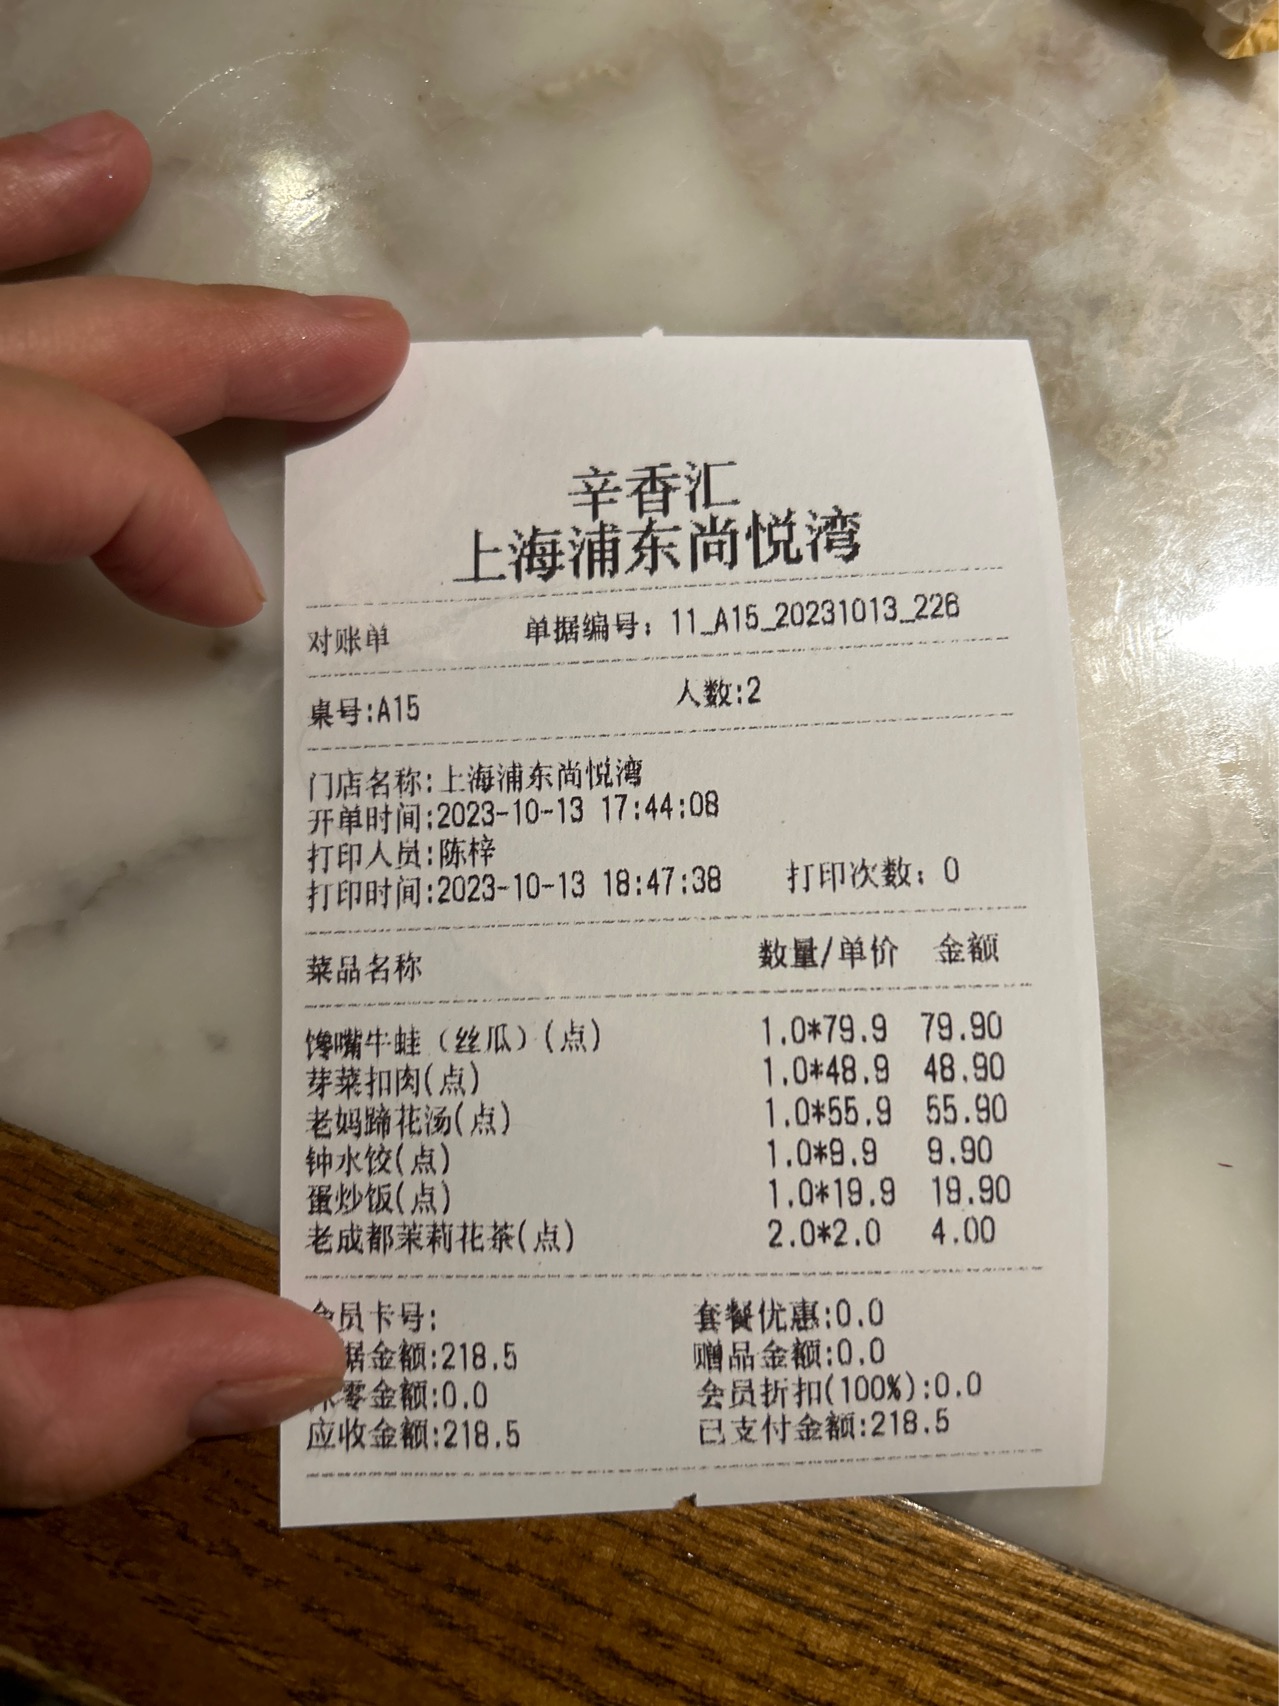 辛香汇
上海浦东尚悦湾
对账单 单据编号：11_A15_20231013_226
桌号:A15 人数:2
门店名称:上海浦东尚悦湾
开单时间:2023-10-13 17:44:08
打印人员:陈梓
打印时间:2023-10-13 18:47:38 打印次数：0
菜品名称 数量/单价 金额
馋嘴牛蛙（丝瓜）(点) 1.0*79.9 79.90
芽菜扣肉(点) 1.0*48.9 48.90
老妈蹄花汤(点) 1.0*55.9 55.90
钟水饺(点) 1.0*9.9 9.90
蛋炒饭(点) 1.0*19.9 19.90
老成都茉莉花茶(点) 2.0*2.0 4.00
会员卡号: 套餐优惠:0.0
据金额:218.5 赠品金额:0.0
零金额:0.0 会员折扣(100%):0.0
应收金额:218.5 已支付金额:218.5